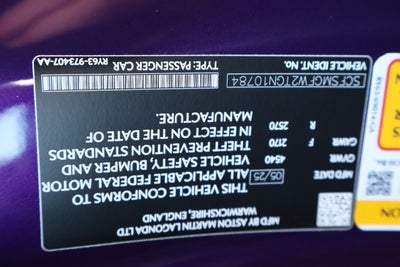 MFD BY ASTON MARTIN LAGONDA LTD
WARWICKSHIRE, ENGLAND
THIS VEHICLE CONFORMS TO
ALL APPLICABLE FEDERAL MOTOR
VEHICLE SAFETY, BUMPER AND
THEFT PREVENTION STANDARDS
IN EFFECT ON THE DATE OF
MANUFACTURE.
MFD DATE 05/25
GVWR 4540
GAWR F 2170
R 2570
VEHICLE IDENT. NO.
SCFSMGFW2TGN10784
TYPE: PASSENGER CAR
RY63-973407-AA